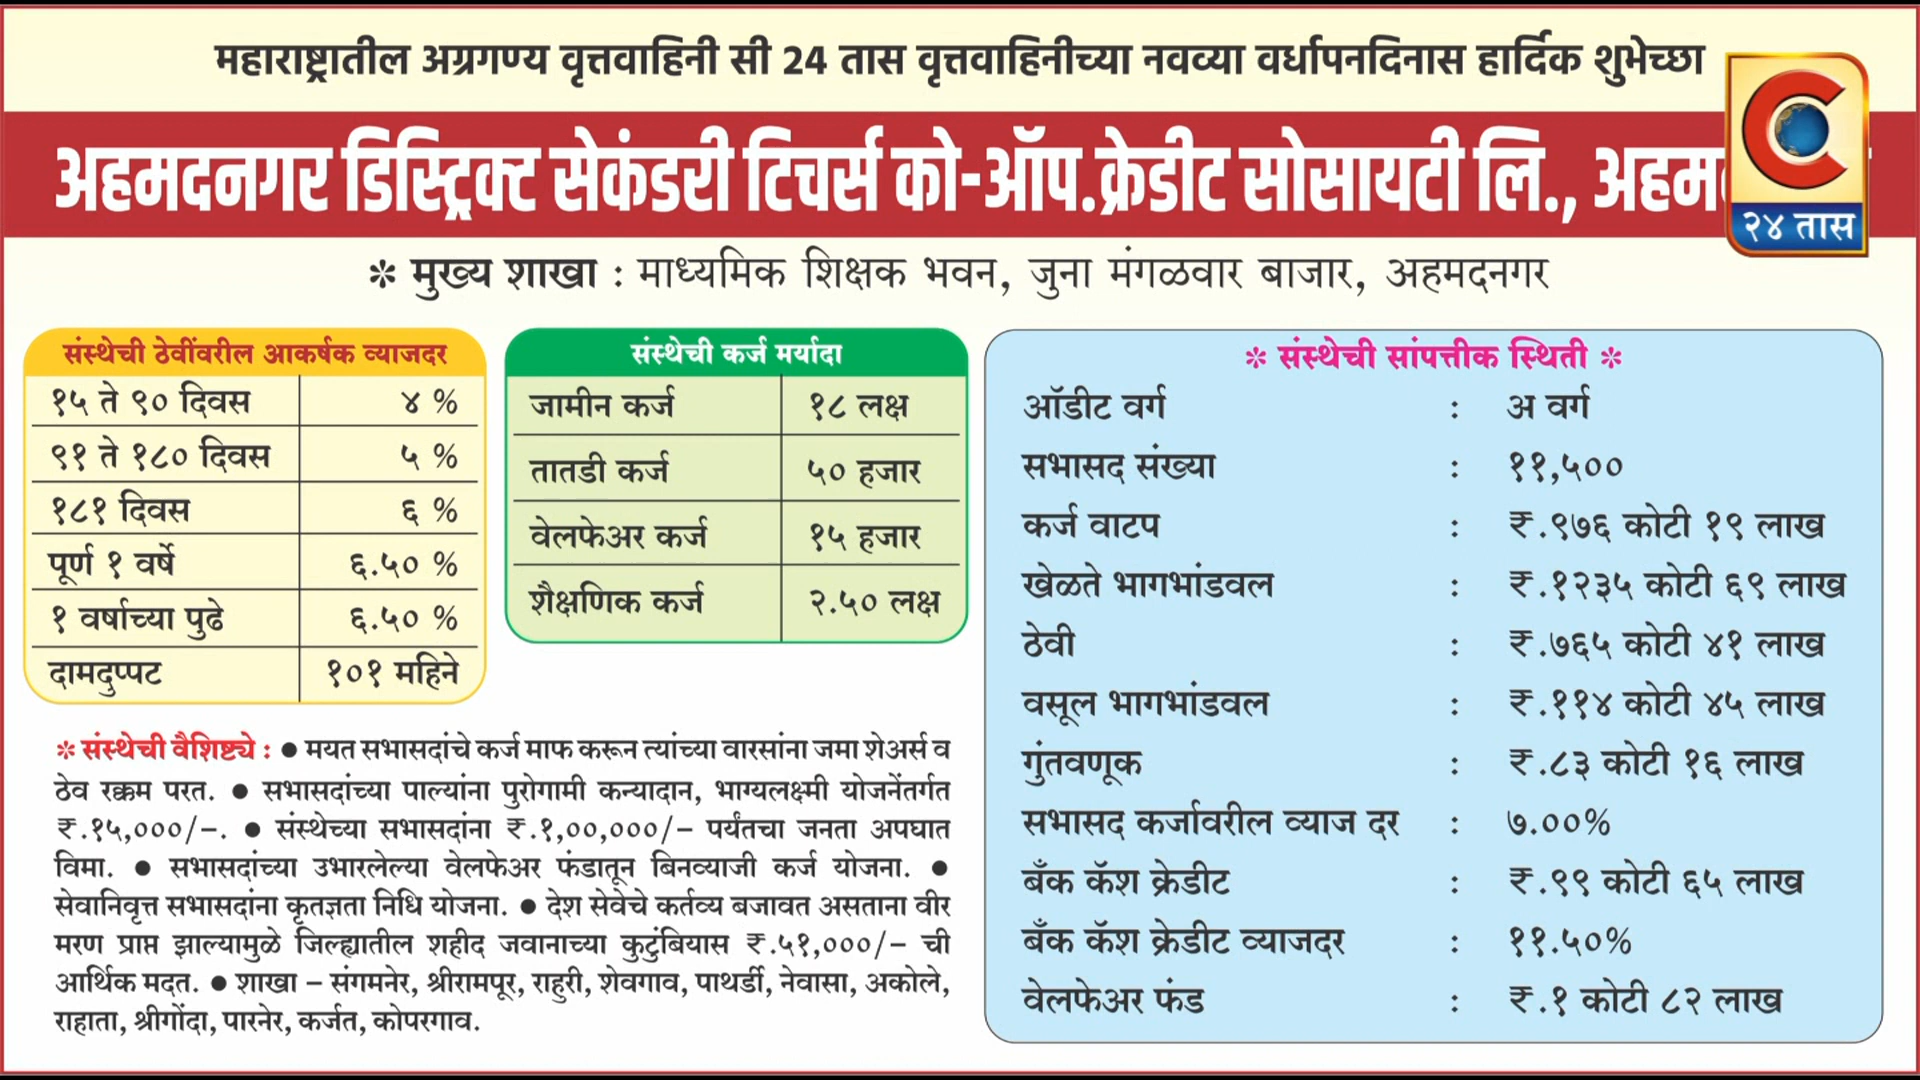 महाराष्ट्रातील अग्रगण्य वृत्तवाहिनी सी 24 तास वृत्तवाहिनीच्या नवव्या वर्धापनदिनास हार्दिक शुभेच्छा
अहमदनगर डिस्ट्रिक्ट सेकंडरी टिचर्स को-ऑप.क्रेडीट सोसायटी लि.,
C
२४ तास
* मुख्य शाखा : माध्यमिक शिक्षक भवन, जुना मंगळवार बाजार, अहमदनगर
संस्थेची ठेवींवरील आकर्षक व्याजदर
१५ ते ९० दिवस ४ %
९१ ते १८० दिवस ५ %
१८१ दिवस ६ %
पूर्ण १ वर्षे ६.५० %
१ वर्षाच्या पुढे ६.५० %
दामदुप्पट १०१ महिने
संस्थेची कर्ज मर्यादा
जामीन कर्ज १८ लक्ष
तातडी कर्ज ५० हजार
वेलफेअर कर्ज १५ हजार
शैक्षणिक कर्ज २.५० लक्ष
* संस्थेची वैशिष्ट्ये : ● मयत सभासदांचे कर्ज माफ करून त्यांच्या वारसांना जमा शेअर्स व
ठेव रक्कम परत. ● सभासदांच्या पाल्यांना पुरोगामी कन्यादान, भाग्यलक्ष्मी योजनेंतर्गत
₹.१५,०००/–. ● संस्थेच्या सभासदांना ₹.१,००,०००/– पर्यंतचा जनता अपघात
विमा. ● सभासदांच्या उभारलेल्या वेलफेअर फंडातून बिनव्याजी कर्ज योजना. ●
सेवानिवृत्त सभासदांना कृतज्ञता निधि योजना. ● देश सेवेचे कर्तव्य बजावत असताना वीर
मरण प्राप्त झाल्यामुळे जिल्ह्यातील शहीद जवानाच्या कुटुंबियास ₹.५१,०००/– ची
आर्थिक मदत. ● शाखा – संगमनेर, श्रीरामपूर, राहुरी, शेवगाव, पाथर्डी, नेवासा, अकोले,
राहाता, श्रीगोंदा, पारनेर, कर्जत, कोपरगाव.
* संस्थेची सांपत्तीक स्थिती *
ऑडीट वर्ग : अ वर्ग
सभासद संख्या : ११,५००
कर्ज वाटप : ₹.९७६ कोटी १९ लाख
खेळते भागभांडवल : ₹.१२३५ कोटी ६९ लाख
ठेवी : ₹.७६५ कोटी ४१ लाख
वसूल भागभांडवल : ₹.११४ कोटी ४५ लाख
गुंतवणूक : ₹.८३ कोटी १६ लाख
सभासद कर्जावरील व्याज दर : ७.००%
बँक कॅश क्रेडीट : ₹.९९ कोटी ६५ लाख
बँक कॅश क्रेडीट व्याजदर : ११.५०%
वेलफेअर फंड : ₹.१ कोटी ८२ लाख